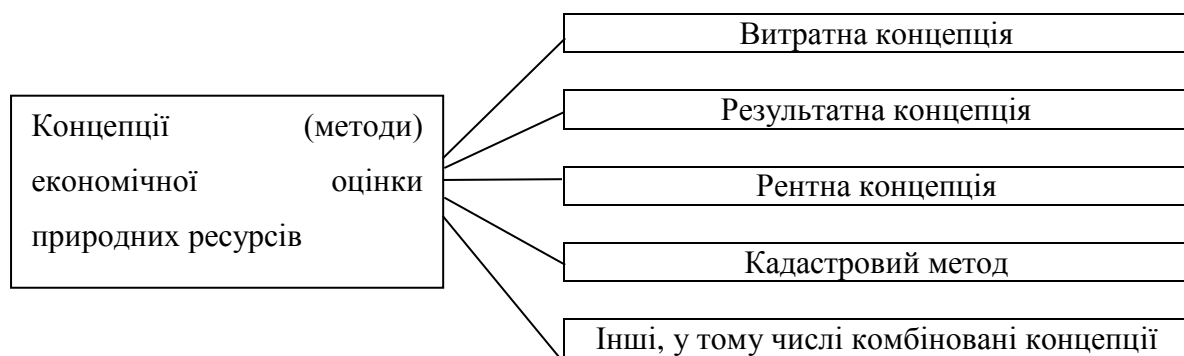 Витратна концепція
Результатна концепція
Концепції (методи)
економічної оцінки
природних ресурсів
Рентна концепція
Кадастровий метод
Інші, у тому числі комбіновані концепції